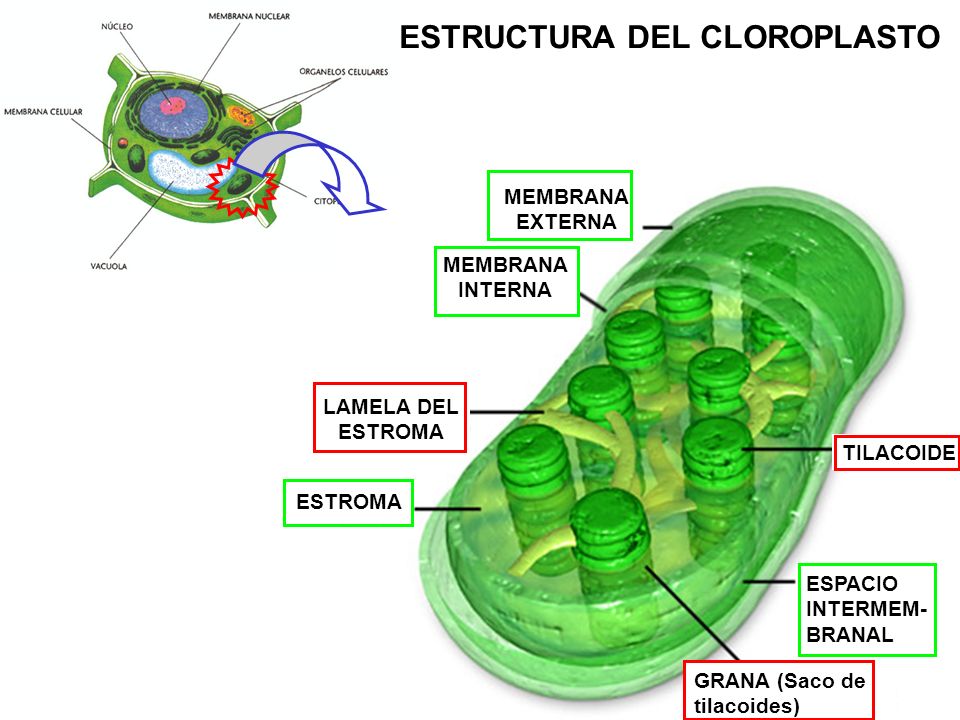 ESTRUCTURA DEL CLOROPLASTO
MEMBRANA NUCLEAR
NÚCLEO
ORGANELOS CELULARES
MEMBRANA CELULAR
VACUOLA
MEMBRANA
EXTERNA
MEMBRANA
INTERNA
LAMELA DEL
ESTROMA
TILACOIDE
ESTROMA
ESPACIO
INTERMEM-
BRANAL
GRANA (Saco de
tilacoides)